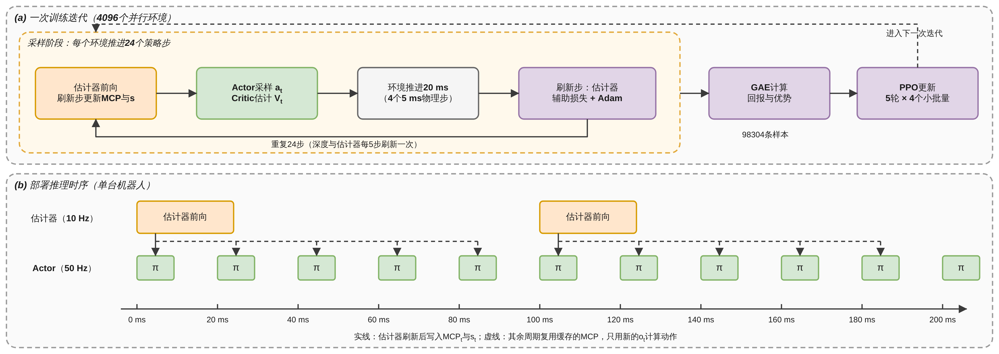 (a) 一次训练迭代（4096个并行环境）
进入下一次迭代
采样阶段：每个环境推进24个策略步
估计器前向
刷新步更新MCP与s
Actor采样 a_t
Critic估计 V_t
环境推进20 ms
（4个5 ms物理步）
刷新步：估计器
辅助损失 + Adam
GAE计算
回报与优势
PPO更新
5轮 × 4个小批量
98304条样本
重复24步（深度与估计器每5步刷新一次）
(b) 部署推理时序（单台机器人）
估计器（10 Hz）
估计器前向
估计器前向
Actor（50 Hz）
π π π π π π π π π π π
0 ms 20 ms 40 ms 60 ms 80 ms 100 ms 120 ms 140 ms 160 ms 180 ms 200 ms
实线：估计器刷新后写入MCP_t与s_t；虚线：其余周期复用缓存的MCP，只用新的o_t计算动作